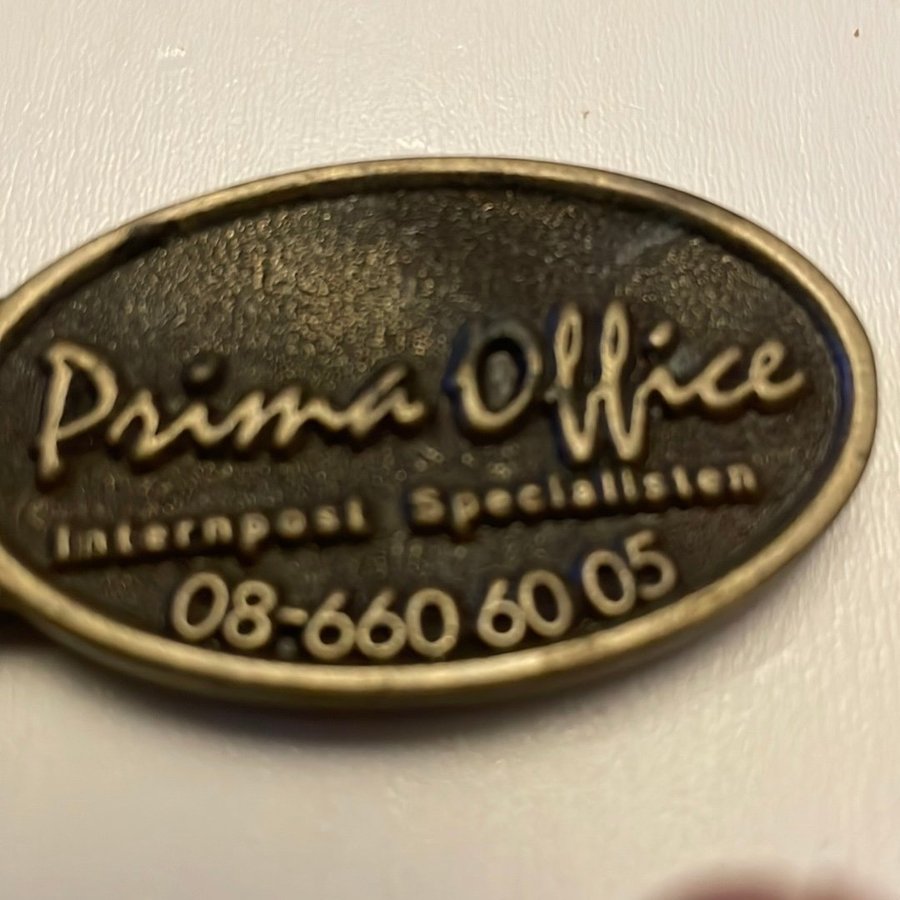 Prima Office
Internpost Specialisten
08-660 60 05